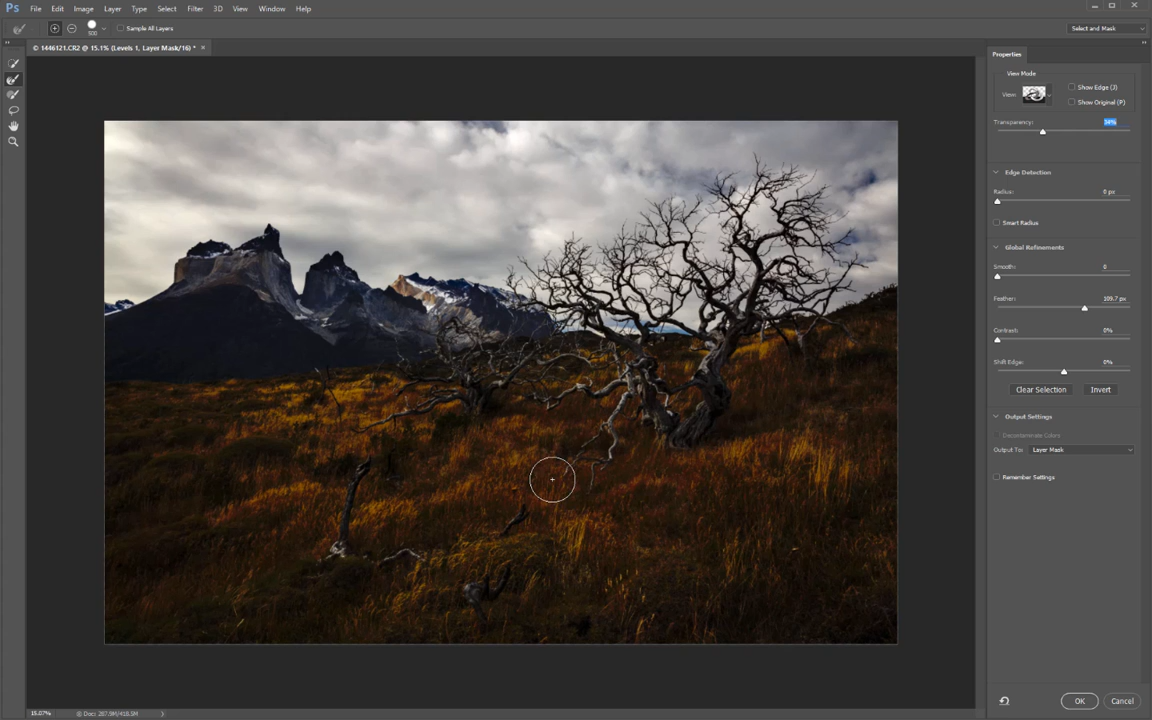 Ps File Edit Image Layer Type Select Filter 3D View Window Help
500 Sample All Layers Select and Mask
© 1446121.CR2 @ 15.1% (Levels 1, Layer Mask/16) * ×
Properties
View Mode
View: Show Edge (J)
Show Original (P)
Transparency: 34%
Edge Detection
Radius: 0 px
Smart Radius
Global Refinements
Smooth: 0
Feather: 109.7 px
Contrast: 0%
Shift Edge: 0%
Clear Selection Invert
Output Settings
Decontaminate Colors
Output To: Layer Mask
Remember Settings
OK Cancel
15.07% Doc: 287.9M/418.5M